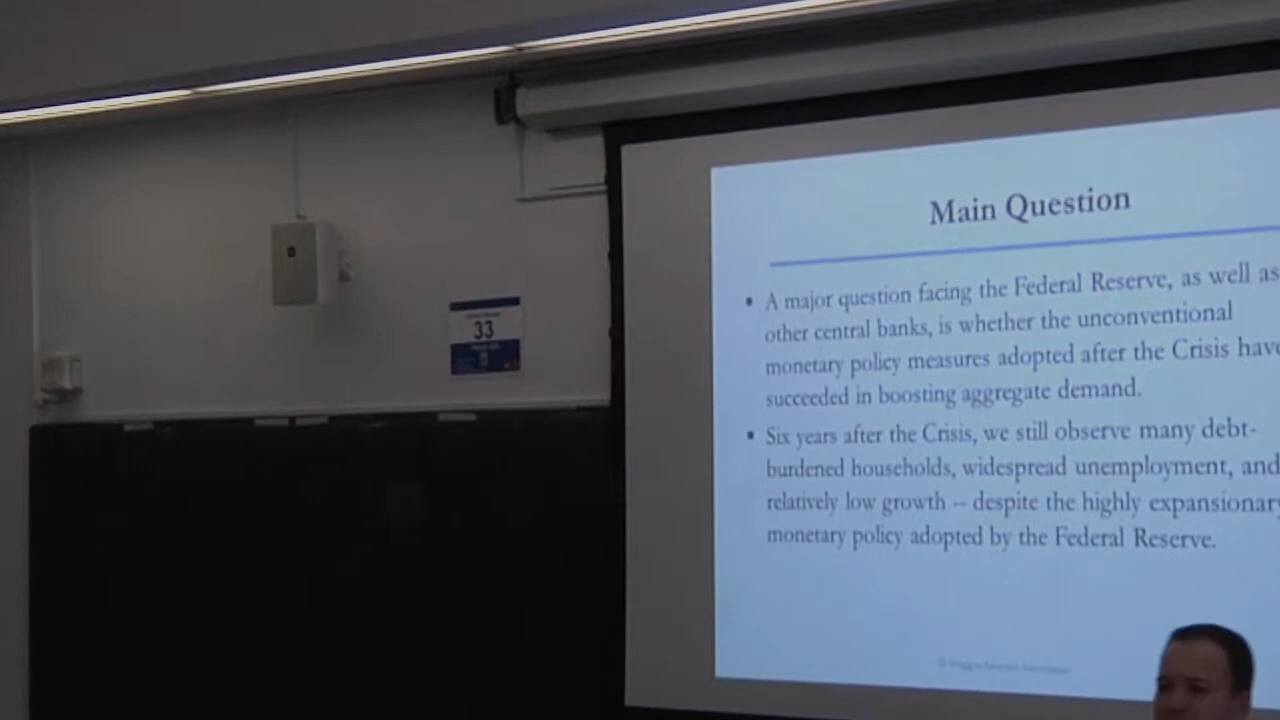 33
Main Question
• A major question facing the Federal Reserve, as well as
other central banks, is whether the unconventional
monetary policy measures adopted after the Crisis have
succeeded in boosting aggregate demand.
• Six years after the Crisis, we still observe many debt-
burdened households, widespread unemployment, and
relatively low growth -- despite the highly expansionary
monetary policy adopted by the Federal Reserve.